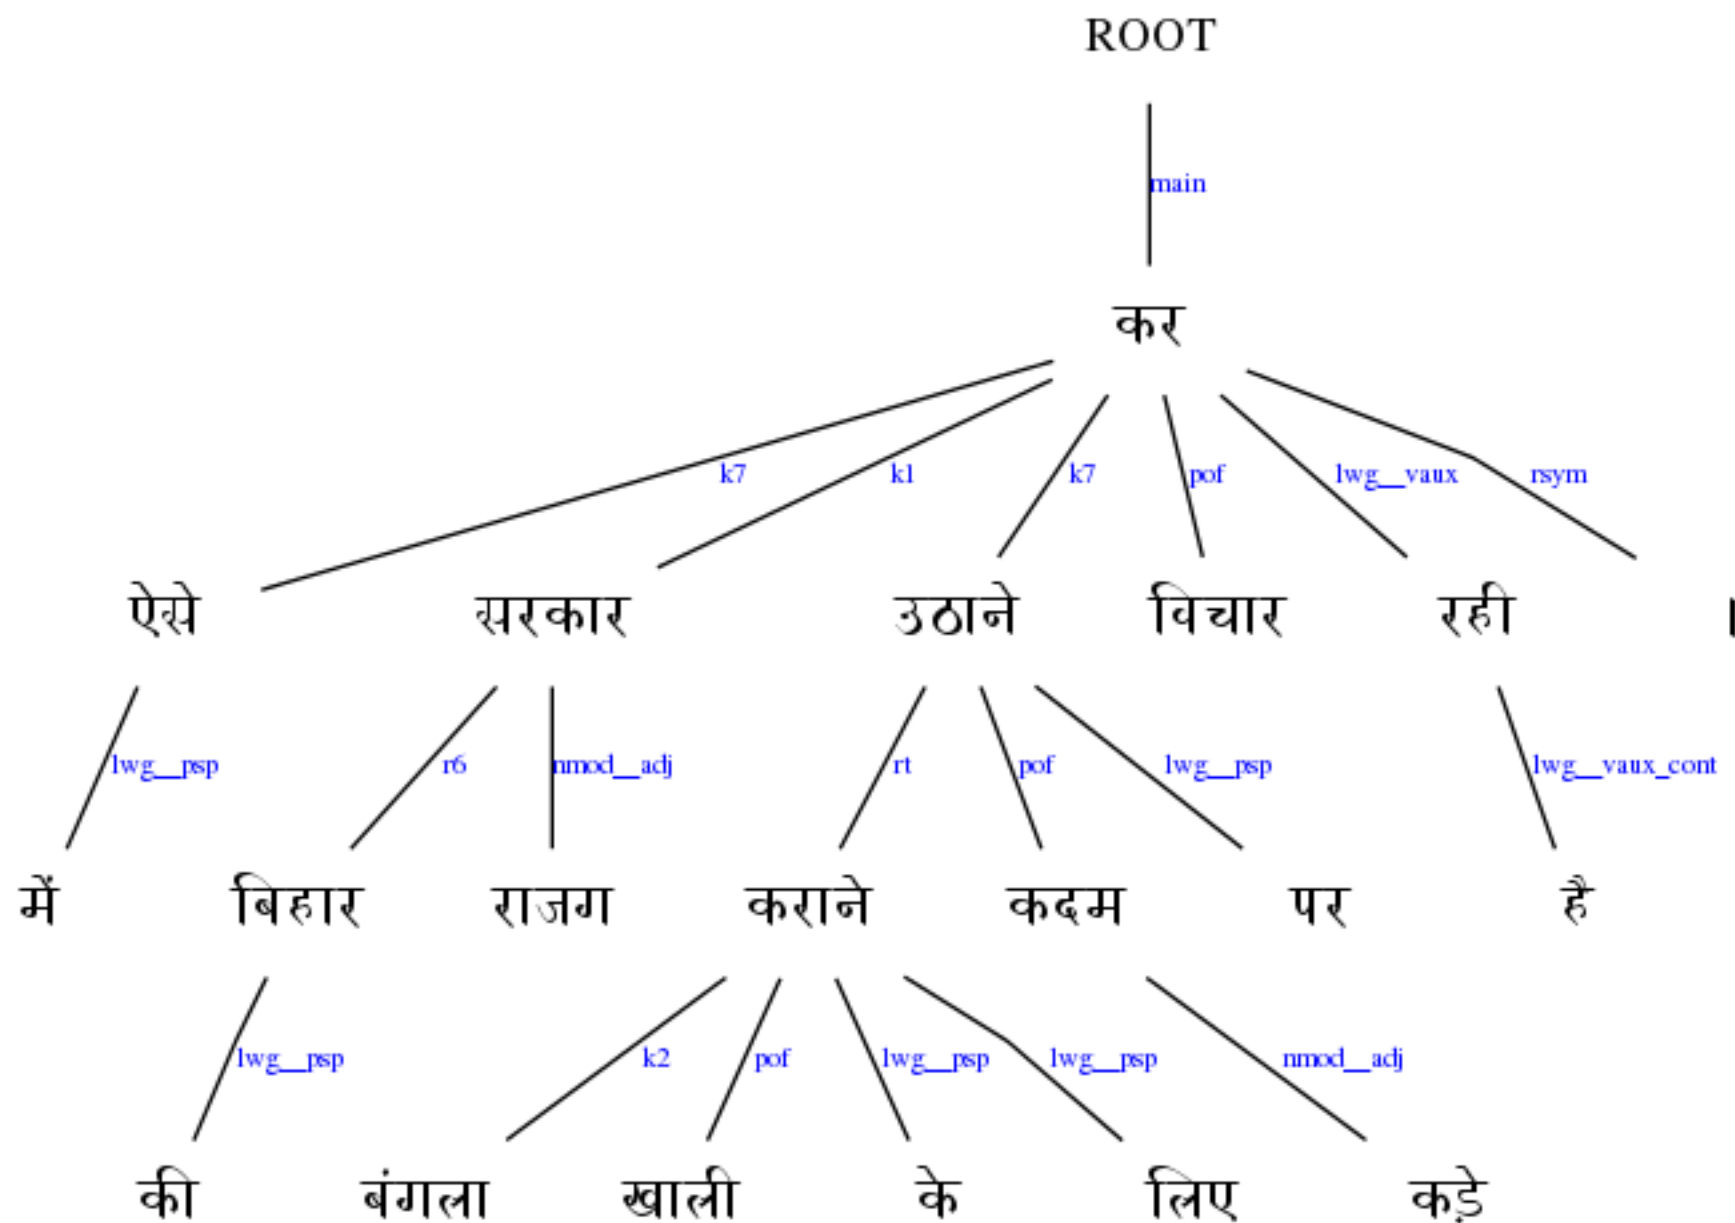 ROOT
main
कर
k7 k1 k7 pof lwg__vaux rsym
ऐसे सरकार उठाने विचार रही ।
lwg__psp r6 nmod__adj rt pof lwg__psp lwg__vaux_cont
में बिहार राजग कराने कदम पर है
lwg__psp k2 pof lwg__psp lwg__psp nmod__adj
की बंगला खाली के लिए कड़े